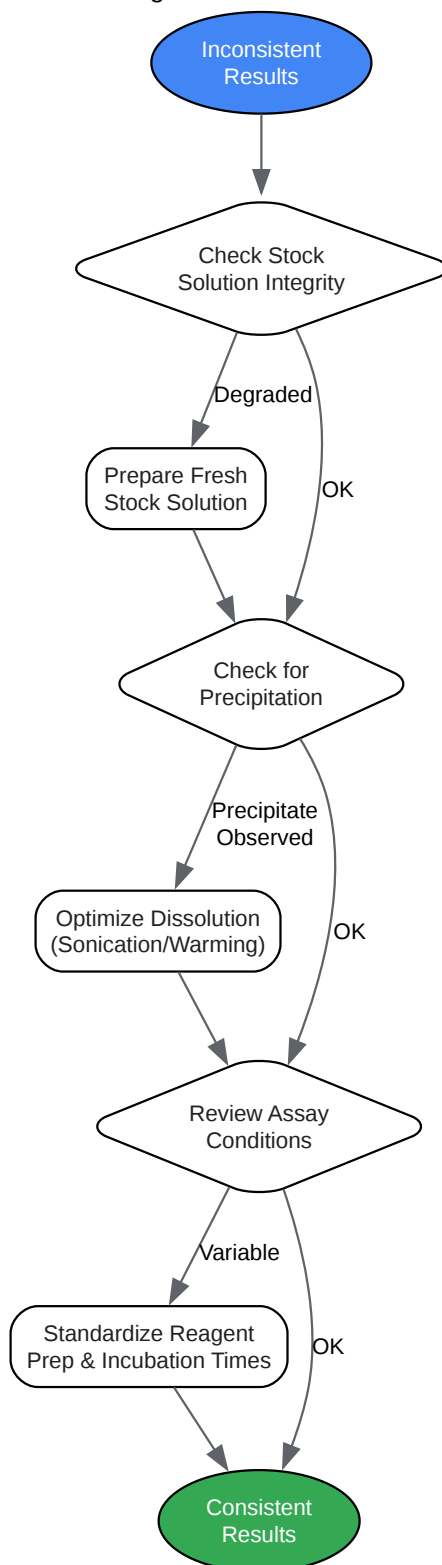 Inconsistent
Results
Check Stock
Solution Integrity
Degraded
Prepare Fresh
Stock Solution
OK
Check for
Precipitation
Precipitate
Observed
Optimize Dissolution
(Sonication/Warming)
OK
Review Assay
Conditions
Variable
Standardize Reagent
Prep & Incubation Times
OK
Consistent
Results